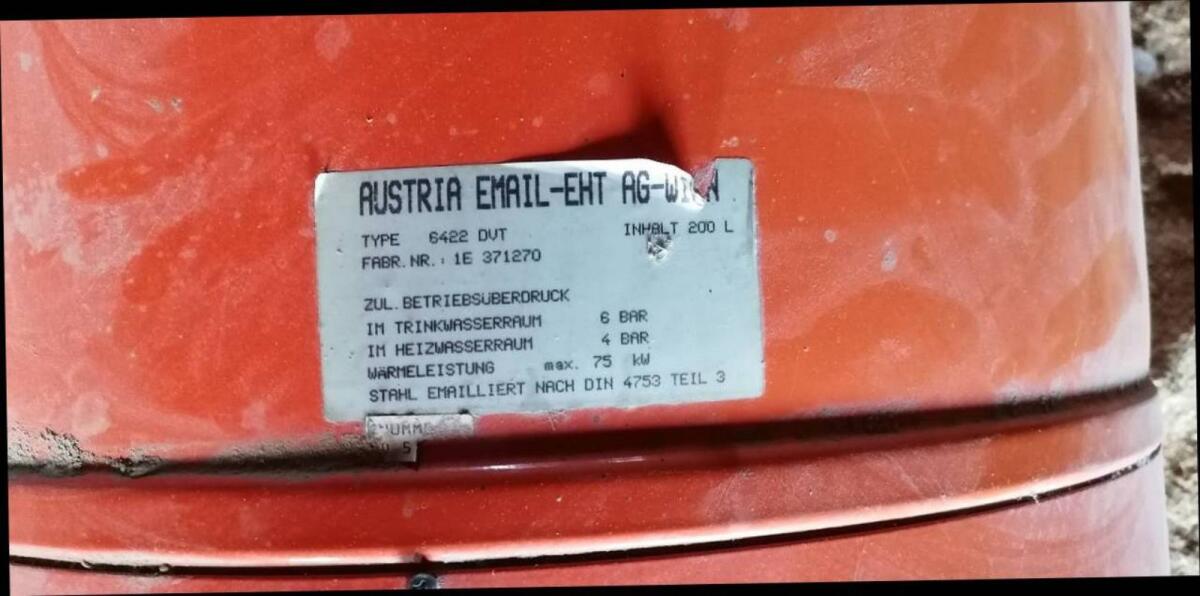 AUSTRIA EMAIL-EHT AG-WIEN
TYPE 6422 DVT INHALT 200 L
FABR.NR.: 1E 371270
ZUL.BETRIEBSÜBERDRUCK
IM TRINKWASSERRAUM 6 BAR
IM HEIZWASSERRAUM 4 BAR
WÄRMELEISTUNG max. 75 kW
STAHL EMAILLIERT NACH DIN 4753 TEIL 3